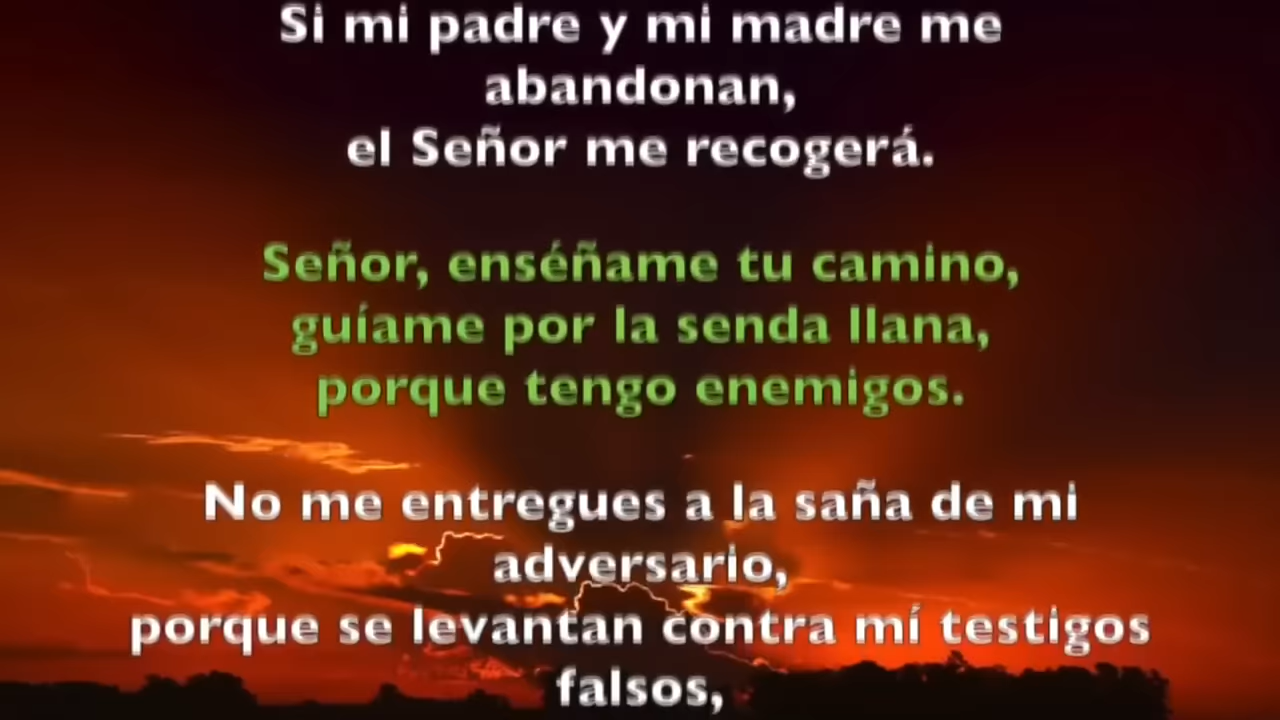 Si mi padre y mi madre me
abandonan,
el Señor me recogerá.
Señor, enséñame tu camino,
guíame por la senda llana,
porque tengo enemigos.
No me entregues a la saña de mi
adversario,
porque se levantan contra mí testigos
falsos,